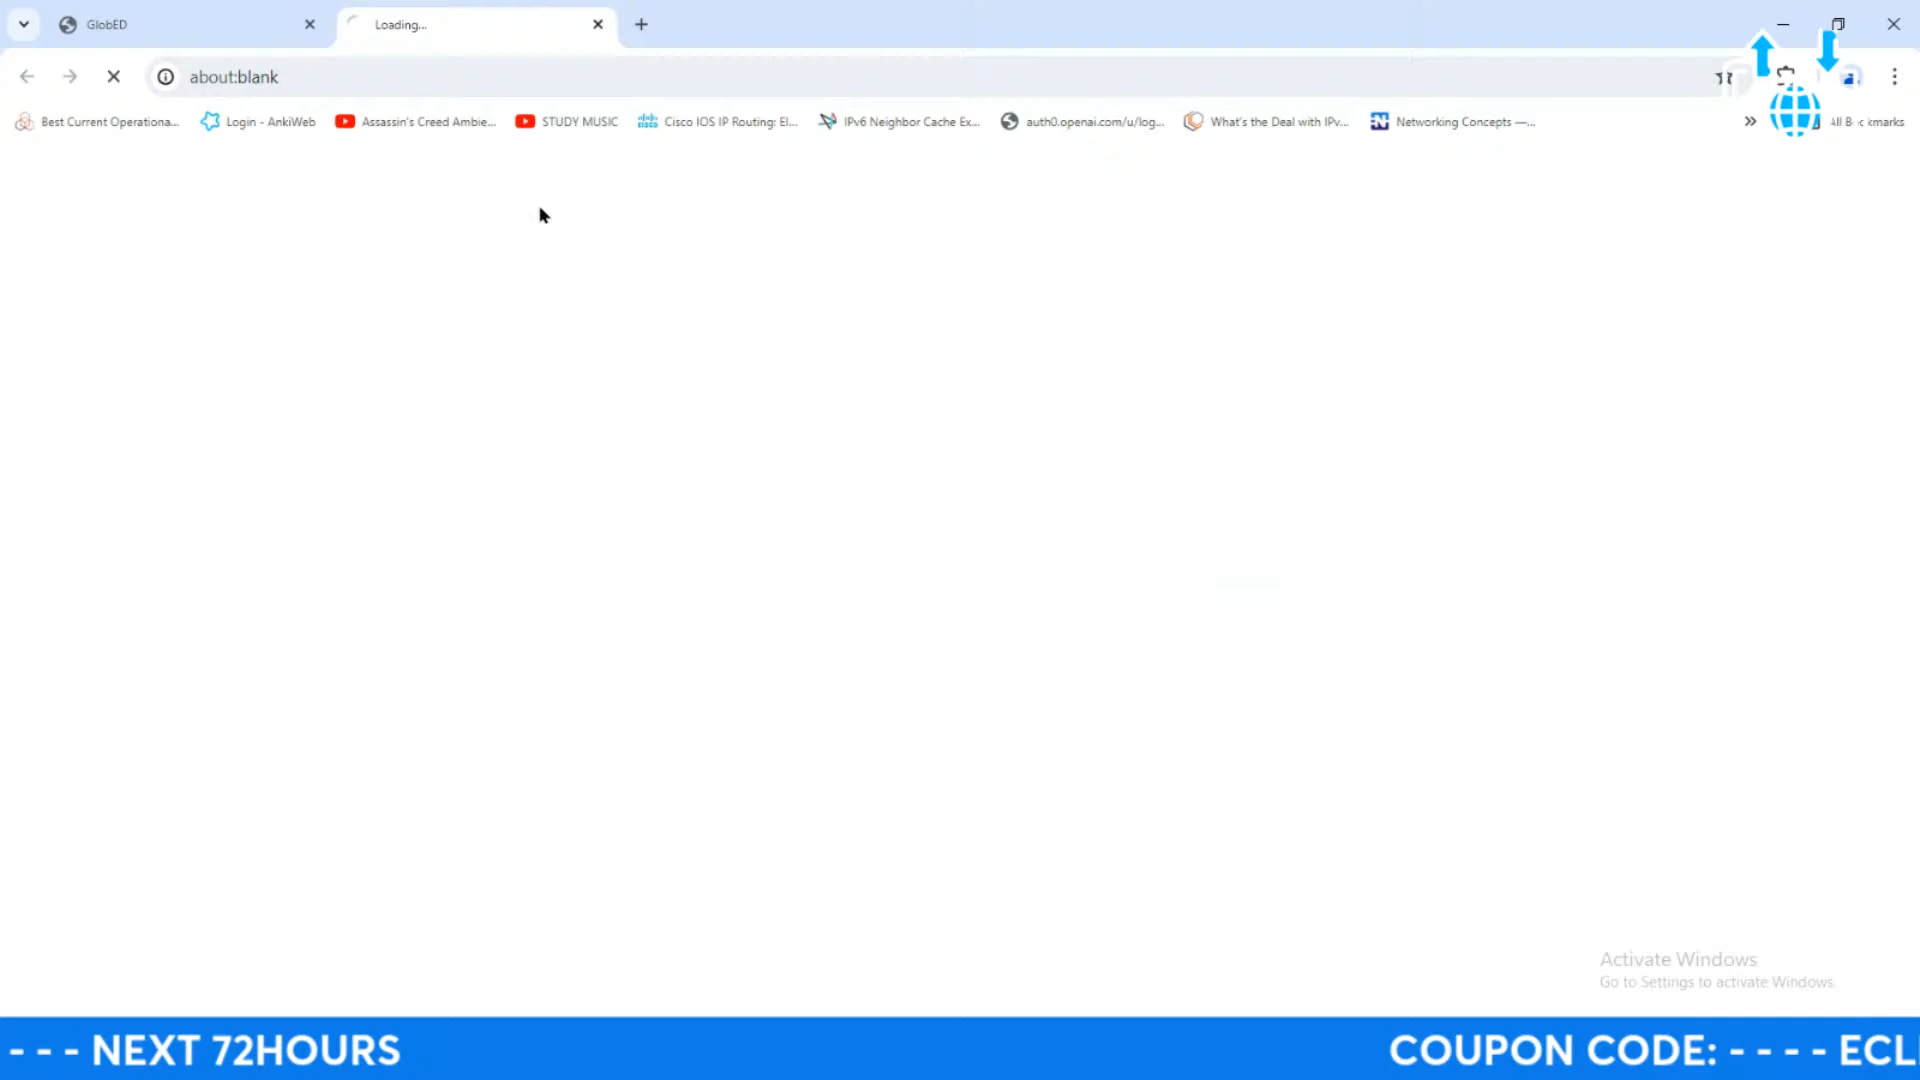 GlobED
Loading...
about:blank
Best Current Operationa...
Login - AnkiWeb
Assassin's Creed Ambie...
STUDY MUSIC
Cisco IOS IP Routing: El...
IPv6 Neighbor Cache Ex...
auth0.openai.com/u/log...
What's the Deal with IPv...
Networking Concepts —...
Activate Windows
Go to Settings to activate Windows.
- - - NEXT 72HOURS
COUPON CODE: - - - - ECL